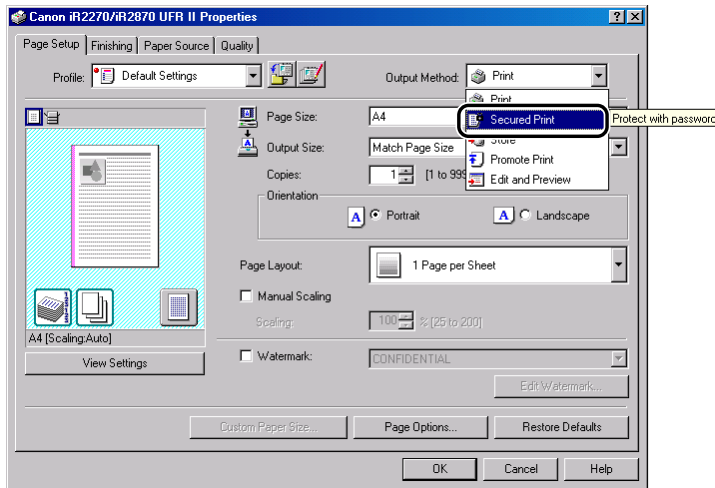 Canon iR2270/iR2870 UFR II Properties
Page Setup Finishing Paper Source Quality
Profile: Default Settings
Output Method: Print
Print
Secured Print
Protect with password
Store
Promote Print
Edit and Preview
Page Size: A4
Output Size: Match Page Size
Copies: 1 [1 to 999
Orientation
A Portrait A Landscape
Page Layout: 1 Page per Sheet
Manual Scaling
Scaling: 100 % [25 to 200]
A4 [Scaling:Auto]
View Settings
Watermark: CONFIDENTIAL
Edit Watermark...
Custom Paper Size... Page Options... Restore Defaults
OK Cancel Help